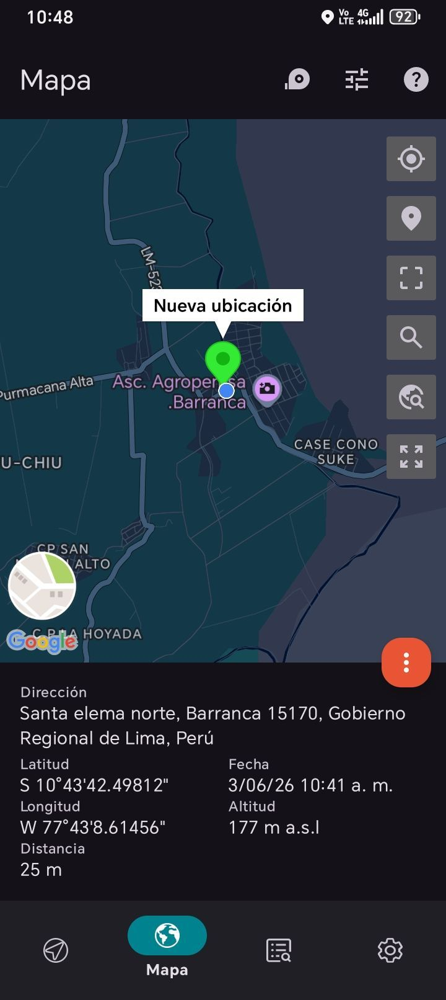 10:48
Vo LTE 4G 92
Mapa
LM-523
Nueva ubicación
Purmacana Alta
Asc. Agropensa
.Barranca
CASE CONO
SUKE
U-CHIU
CP SAN
ALTO
C.P. LA HOYADA
Google
Dirección
Santa elema norte, Barranca 15170, Gobierno
Regional de Lima, Perú
Latitud
S 10°43'42.49812"
Fecha
3/06/26 10:41 a. m.
Longitud
W 77°43'8.61456"
Altitud
177 m a.s.l
Distancia
25 m
Mapa